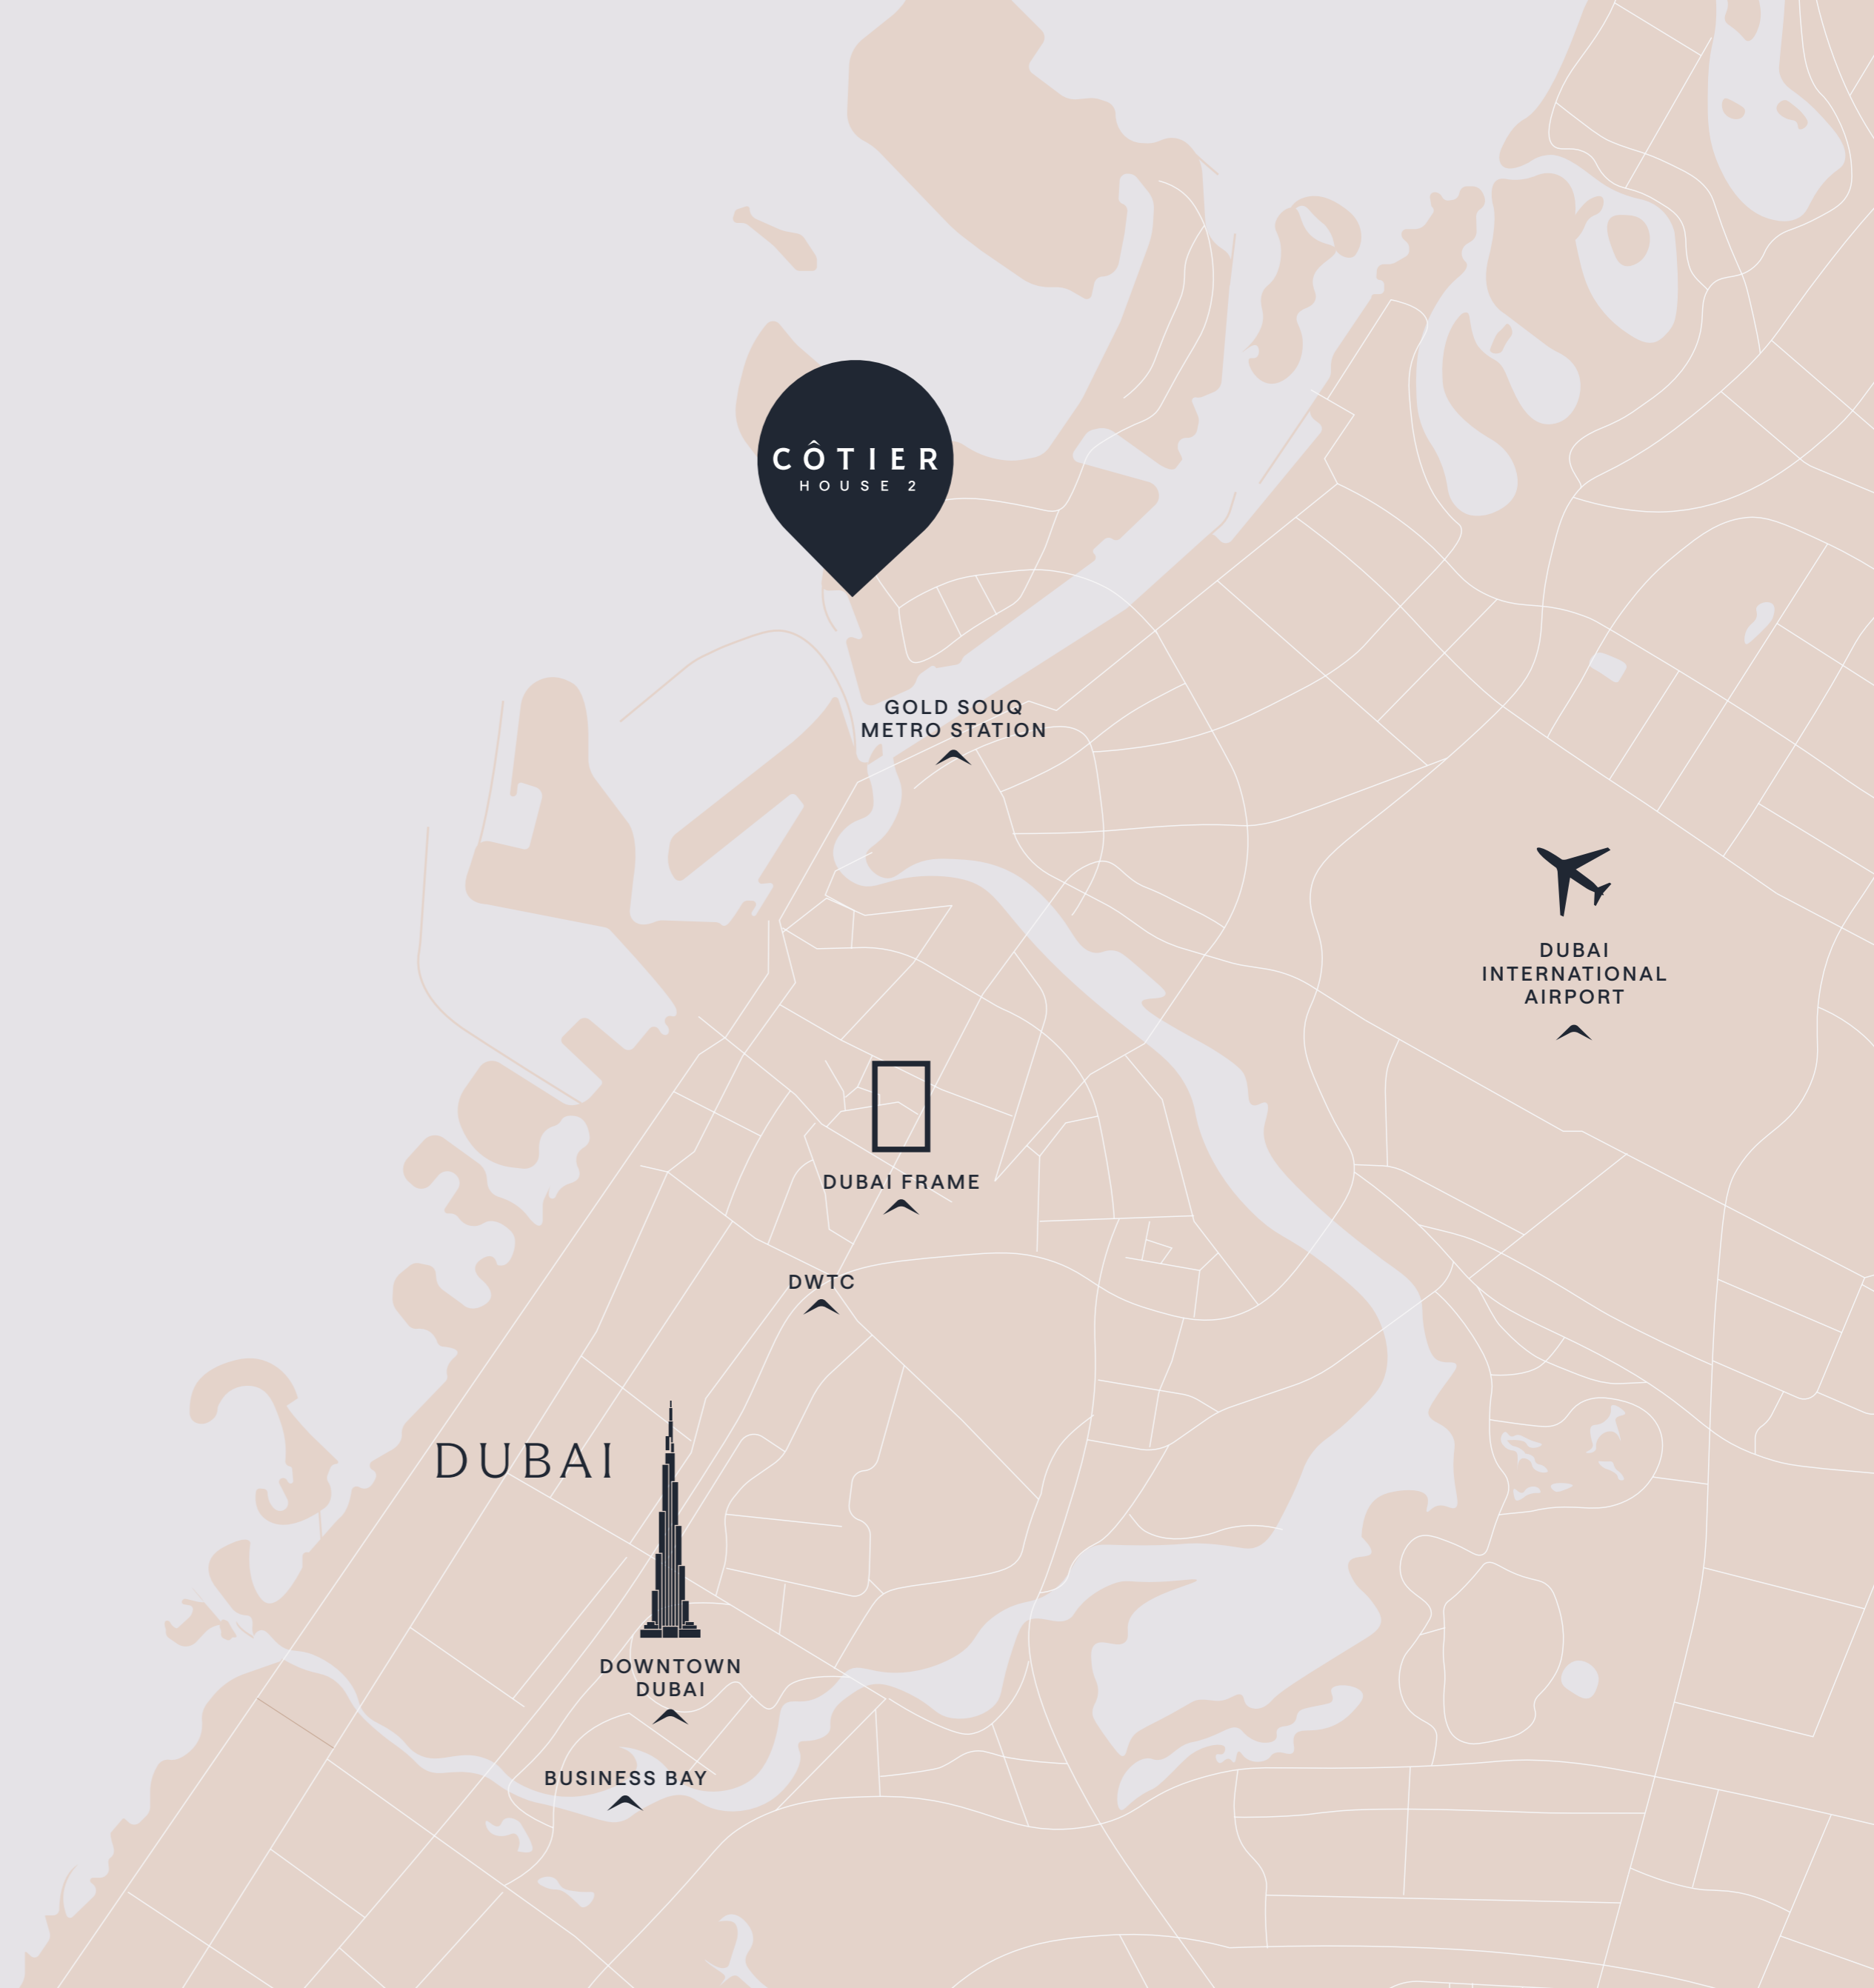 CÔTIER
HOUSE 2
GOLD SOUQ
METRO STATION
DUBAI
INTERNATIONAL
AIRPORT
DUBAI FRAME
DWTC
DUBAI
DOWNTOWN
DUBAI
BUSINESS BAY